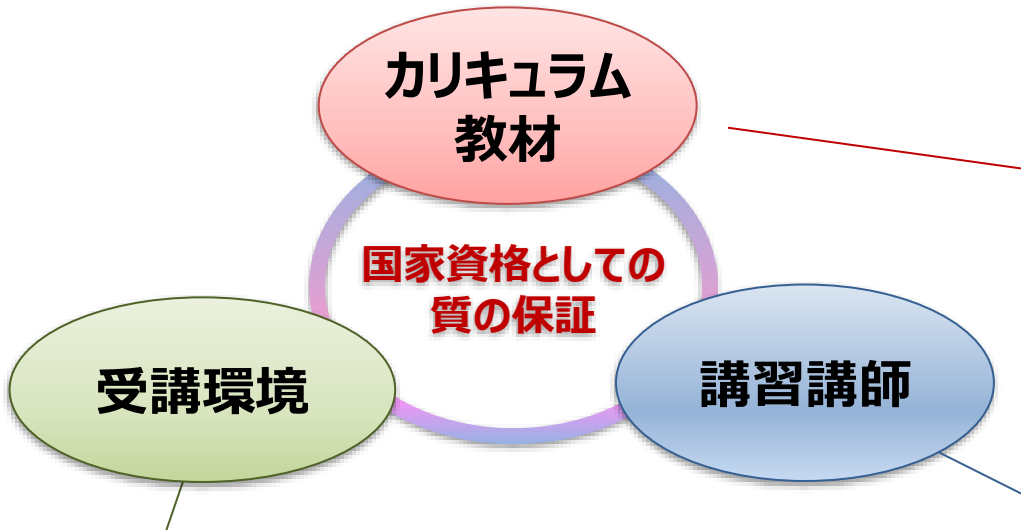 カリキュラム
教材
国家資格としての
質の保証
受講環境
講習講師